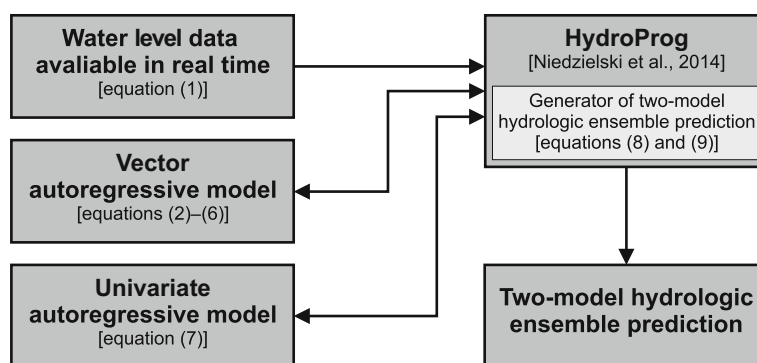 Water level data
avaliable in real time
[equation (1)]
Vector
autoregressive model
[equations (2)–(6)]
Univariate
autoregressive model
[equation (7)]
HydroProg
[Niedzielski et al., 2014]
Generator of two-model
hydrologic ensemble prediction
[equations (8) and (9)]
Two-model hydrologic
ensemble prediction